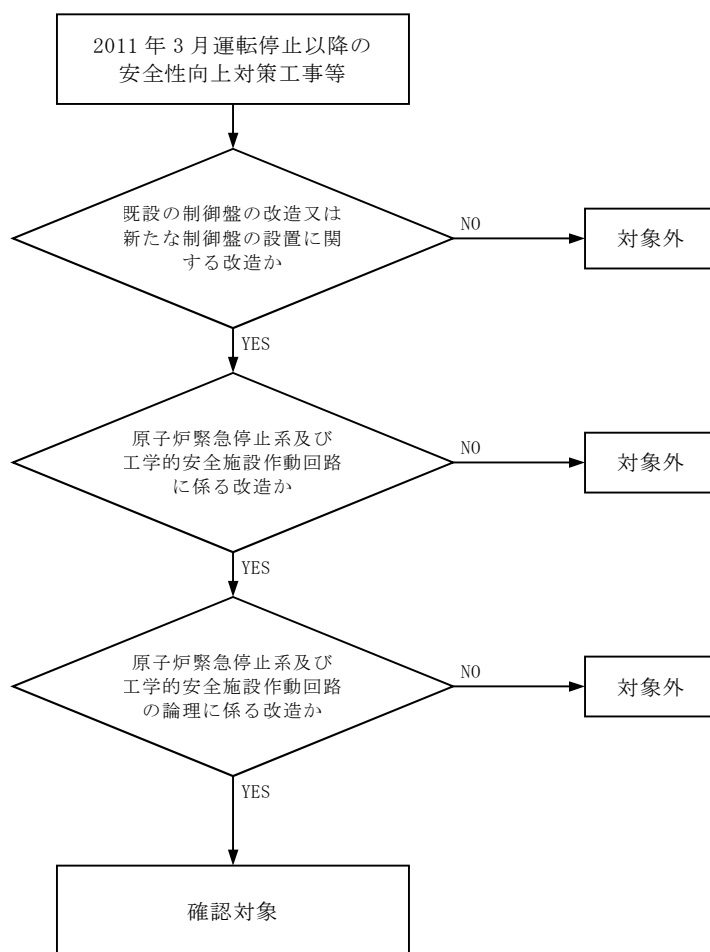 2011 年 3 月運転停止以降の
安全性向上対策工事等
既設の制御盤の改造又は
新たな制御盤の設置に関
する改造か
NO
対象外
YES
原子炉緊急停止系及び
工学的安全施設作動回路
に係る改造か
NO
対象外
YES
原子炉緊急停止系及び
工学的安全施設作動回路
の論理に係る改造か
NO
対象外
YES
確認対象